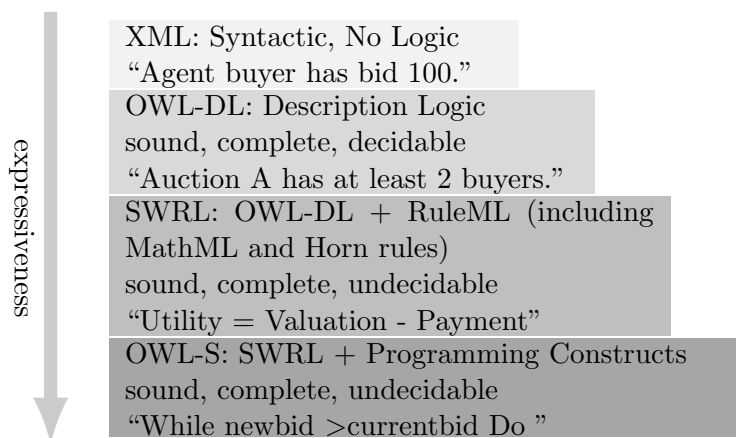 expressiveness
XML: Syntactic, No Logic
“Agent buyer has bid 100.”
OWL-DL: Description Logic
sound, complete, decidable
“Auction A has at least 2 buyers.”
SWRL: OWL-DL + RuleML (including
MathML and Horn rules)
sound, complete, undecidable
“Utility = Valuation - Payment”
OWL-S: SWRL + Programming Constructs
sound, complete, undecidable
“While newbid >currentbid Do ”